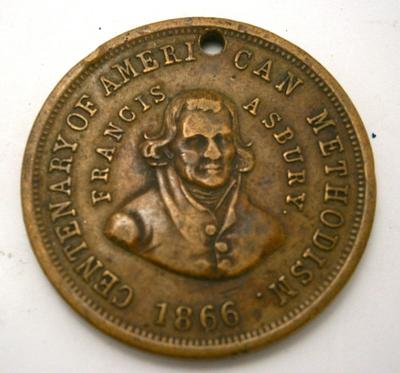 CENTENARY OF AMERICAN METHODISM.
FRANCIS ASBURY.
1866